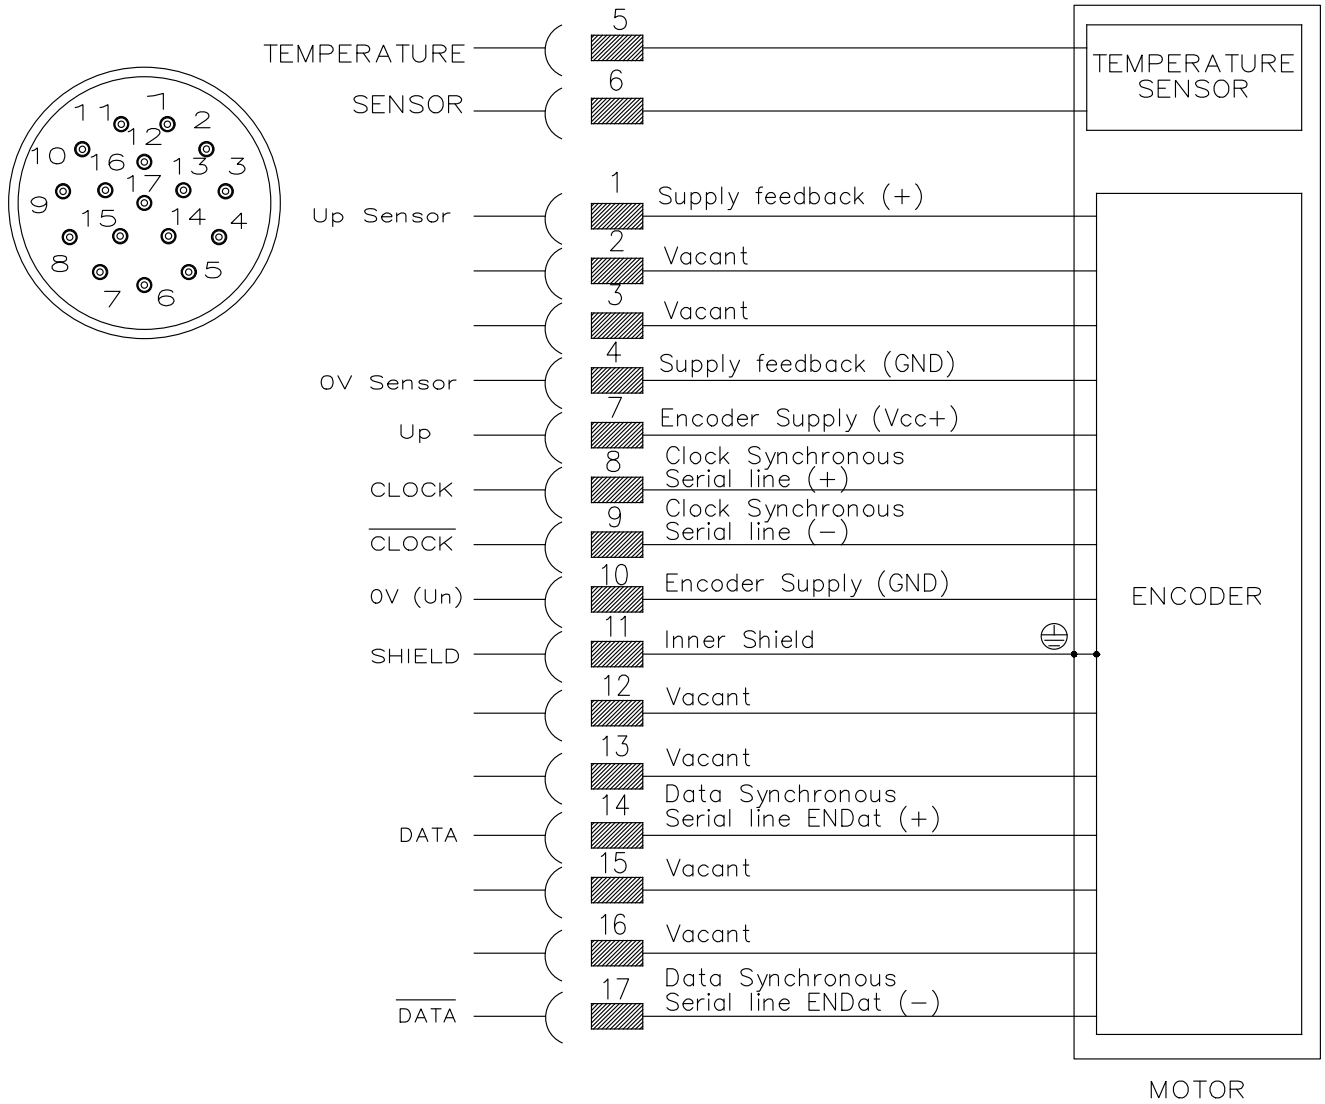 11
1
2
12
10
16
13
3
17
9
15
14
4
8
5
7
6
TEMPERATURE
SENSOR
5
6
TEMPERATURE
SENSOR
Up Sensor
1
Supply feedback (+)
2
Vacant
3
Vacant
0V Sensor
4
Supply feedback (GND)
Up
7
Encoder Supply (Vcc+)
CLOCK
8
Clock Synchronous
Serial line (+)
CLOCK
9
Clock Synchronous
Serial line (-)
0V (Un)
10
Encoder Supply (GND)
ENCODER
SHIELD
11
Inner Shield
12
Vacant
13
Vacant
DATA
14
Data Synchronous
Serial line ENDat (+)
15
Vacant
16
Vacant
DATA
17
Data Synchronous
Serial line ENDat (-)
MOTOR